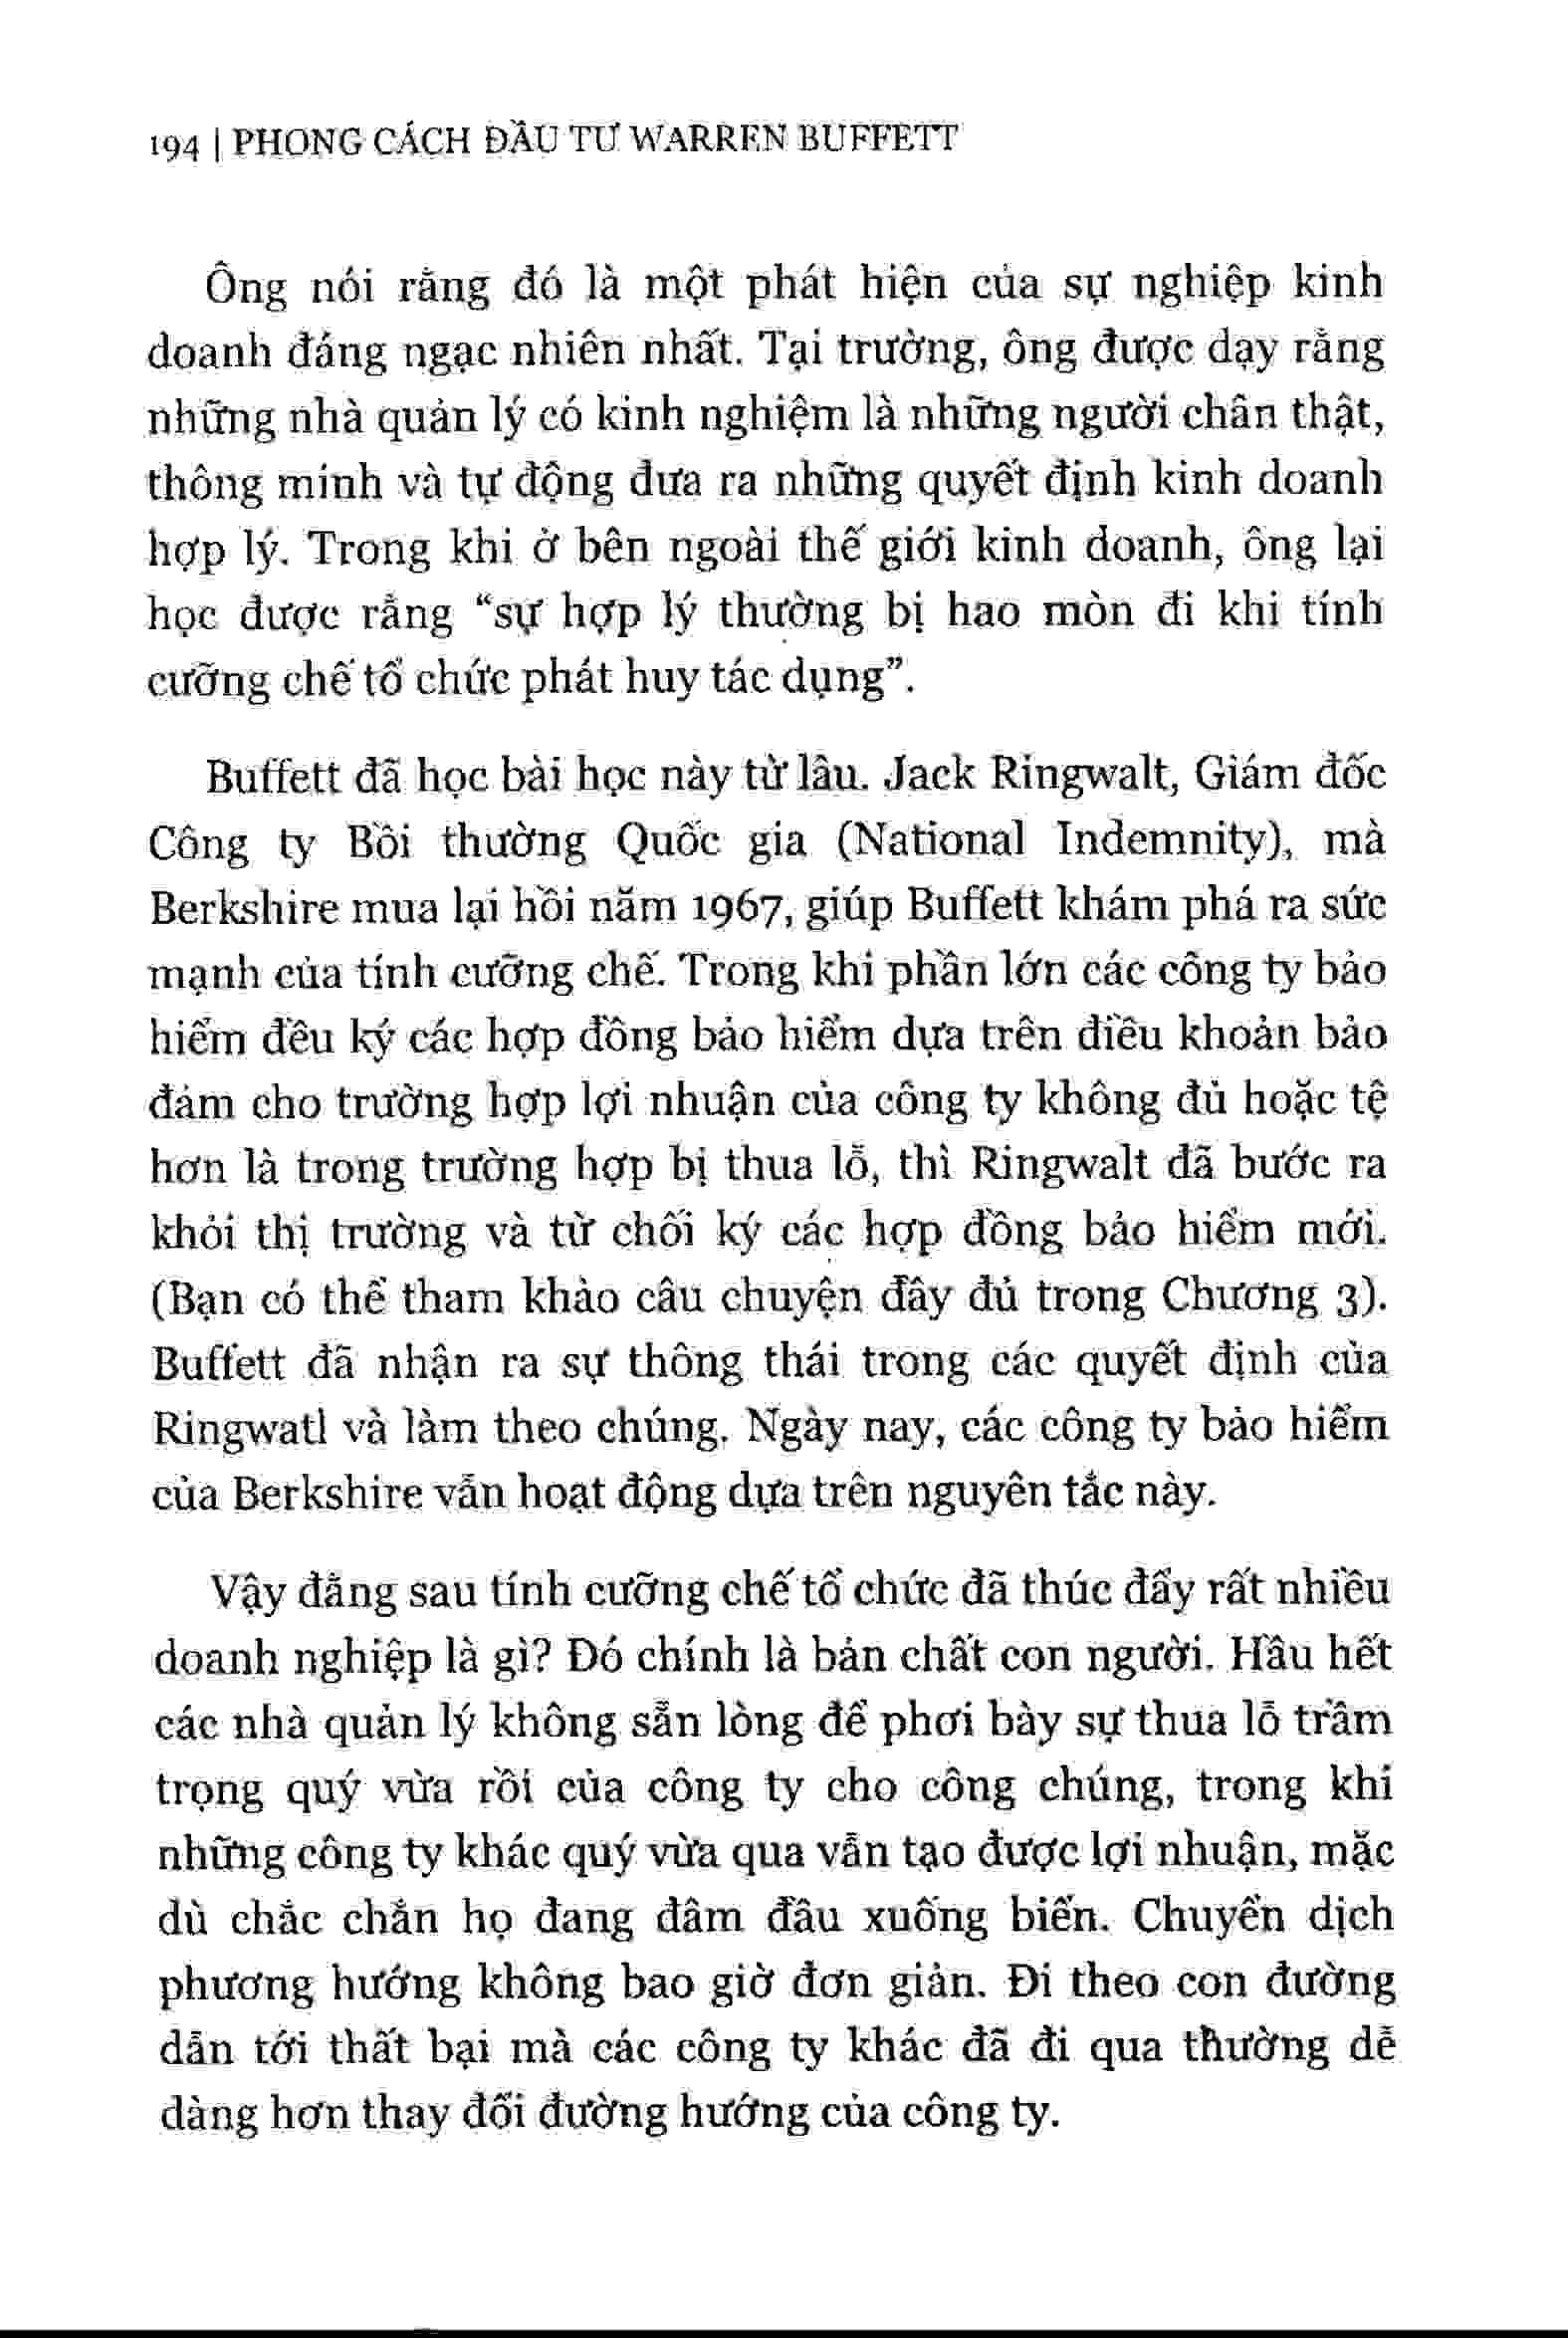 194 | PHONG CÁCH ĐẦU TƯ WARREN BUFFETT
Ông nói rằng đó là một phát hiện của sự nghiệp kinh
doanh đáng ngạc nhiên nhất. Tại trường, ông được dạy rằng
những nhà quản lý có kinh nghiệm là những người chân thật,
thông minh và tự động đưa ra những quyết định kinh doanh
hợp lý. Trong khi ở bên ngoài thế giới kinh doanh, ông lại
học được rằng “sự hợp lý thường bị hao mòn đi khi tính
cưỡng chế tổ chức phát huy tác dụng”.
Buffett đã học bài học này từ lâu. Jack Ringwalt, Giám đốc
Công ty Bồi thường Quốc gia (National Indemnity), mà
Berkshire mua lại hồi năm 1967, giúp Buffett khám phá ra sức
mạnh của tính cưỡng chế. Trong khi phần lớn các công ty bảo
hiểm đều ký các hợp đồng bảo hiểm dựa trên điều khoản bảo
đảm cho trường hợp lợi nhuận của công ty không đủ hoặc tệ
hơn là trong trường hợp bị thua lỗ, thì Ringwalt đã bước ra
khỏi thị trường và từ chối ký các hợp đồng bảo hiểm mới.
(Bạn có thể tham khảo câu chuyện đầy đủ trong Chương 3).
Buffett đã nhận ra sự thông thái trong các quyết định của
Ringwatl và làm theo chúng. Ngày nay, các công ty bảo hiểm
của Berkshire vẫn hoạt động dựa trên nguyên tắc này.
Vậy đằng sau tính cưỡng chế tổ chức đã thúc đẩy rất nhiều
doanh nghiệp là gì? Đó chính là bản chất con người. Hầu hết
các nhà quản lý không sẵn lòng để phơi bày sự thua lỗ trầm
trọng quý vừa rồi của công ty cho công chúng, trong khi
những công ty khác quý vừa qua vẫn tạo được lợi nhuận, mặc
dù chắc chắn họ đang đâm đầu xuống biển. Chuyển dịch
phương hướng không bao giờ đơn giản. Đi theo con đường
dẫn tới thất bại mà các công ty khác đã đi qua thường dễ
dàng hơn thay đổi đường hướng của công ty.